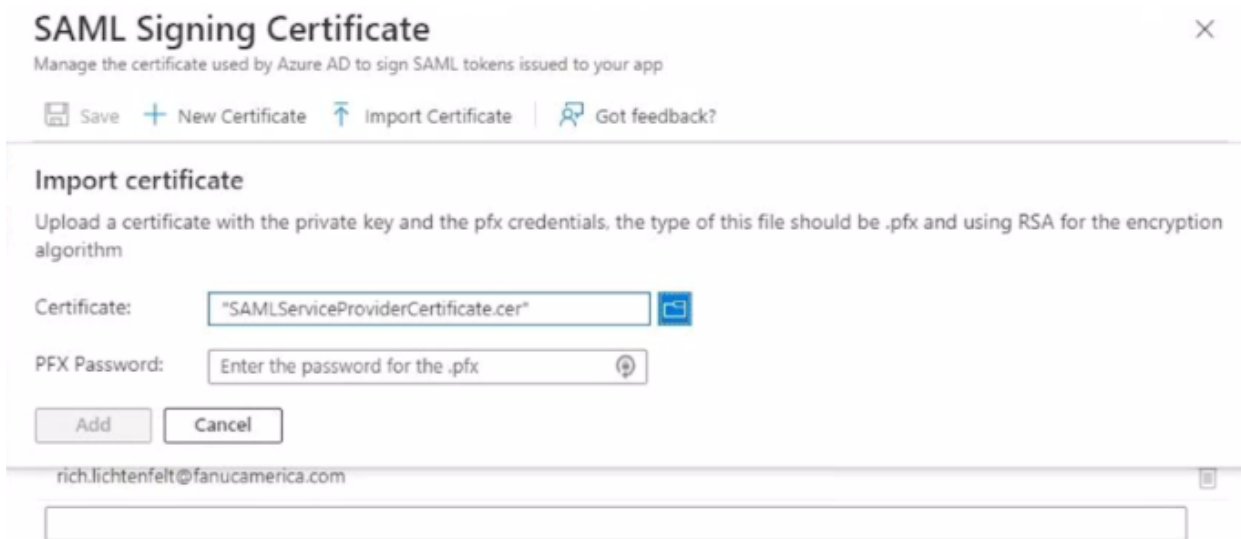 SAML Signing Certificate
Manage the certificate used by Azure AD to sign SAML tokens issued to your app
Save New Certificate Import Certificate Got feedback?
Import certificate
Upload a certificate with the private key and the pfx credentials, the type of this file should be .pfx and using RSA for the encryption
algorithm
Certificate: "SAMLServiceProviderCertificate.cer"
PFX Password: Enter the password for the .pfx
Add Cancel
rich.lichtenfelt@fanucamerica.com